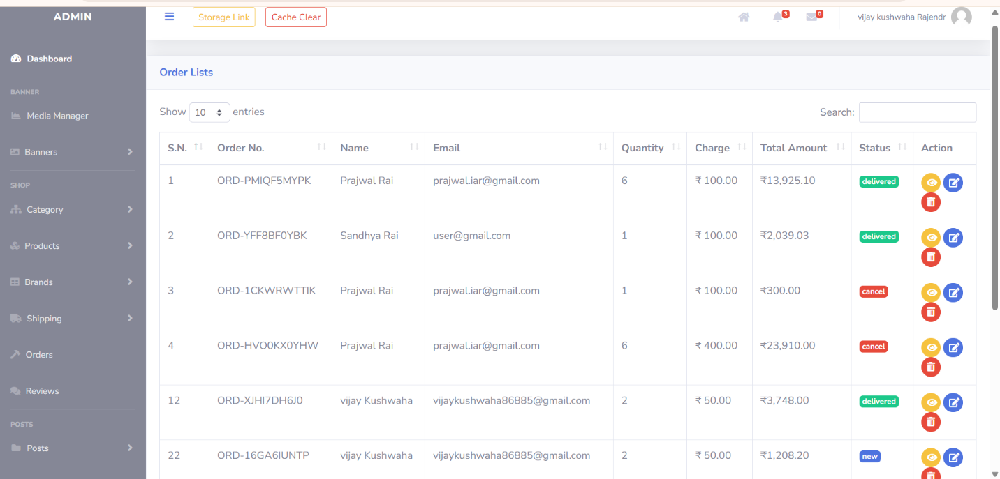 ADMIN
Storage Link
Cache Clear
3
0
vijay kushwaha Rajendr
Dashboard
BANNER
Media Manager
Banners
SHOP
Category
Products
Brands
Shipping
Orders
Reviews
POSTS
Posts
Order Lists
Show 10 entries
Search:
S.N. Order No. Name Email Quantity Charge Total Amount Status Action
1 ORD-PMIQF5MYPK Prajwal Rai prajwal.iar@gmail.com 6 ₹ 100.00 ₹13,925.10 delivered
2 ORD-YFF8BF0YBK Sandhya Rai user@gmail.com 1 ₹ 100.00 ₹2,039.03 delivered
3 ORD-1CKWRWTTIK Prajwal Rai prajwal.iar@gmail.com 1 ₹ 100.00 ₹300.00 cancel
4 ORD-HVO0KX0YHW Prajwal Rai prajwal.iar@gmail.com 6 ₹ 400.00 ₹23,910.00 cancel
12 ORD-XJHI7DH6J0 vijay Kushwaha vijaykushwaha86885@gmail.com 2 ₹ 50.00 ₹3,748.00 delivered
22 ORD-16GA6IUNTP vijay Kushwaha vijaykushwaha86885@gmail.com 2 ₹ 50.00 ₹1,208.20 new